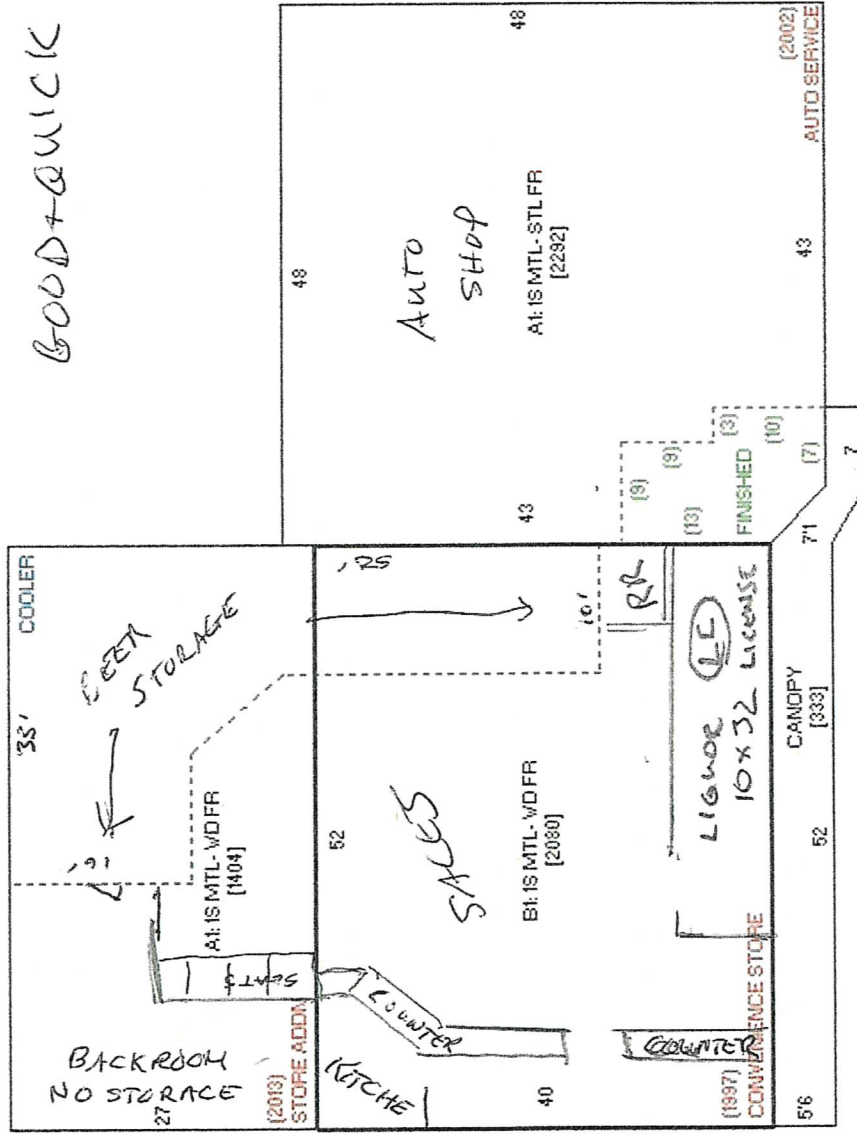 GOOD+QUICK
'35'
COOLER
BEER
STORAGE
16'
A1: 1S MTL- WD FR
[1404]
SEATS
BACKROOM
NO STORAGE
27
(2013)
STORE ADDN
48
48
AUTO
SHOP
A1: 1S MTL- STL FR
[2292]
43
43
[2002]
AUTO SERVICE
(9)
(9)
(13)
(3)
(10)
(7)
FINISHED
52
52'
10'
SALES
B1: 1S MTL- WD FR
[2080]
RR
COUNTER
KITCHE
COUNTER
40
LIQUOR
10x32 LICENSE
(1997)
CONVENIENCE STORE
5'6
52
CANOPY
[333]
7'1
7